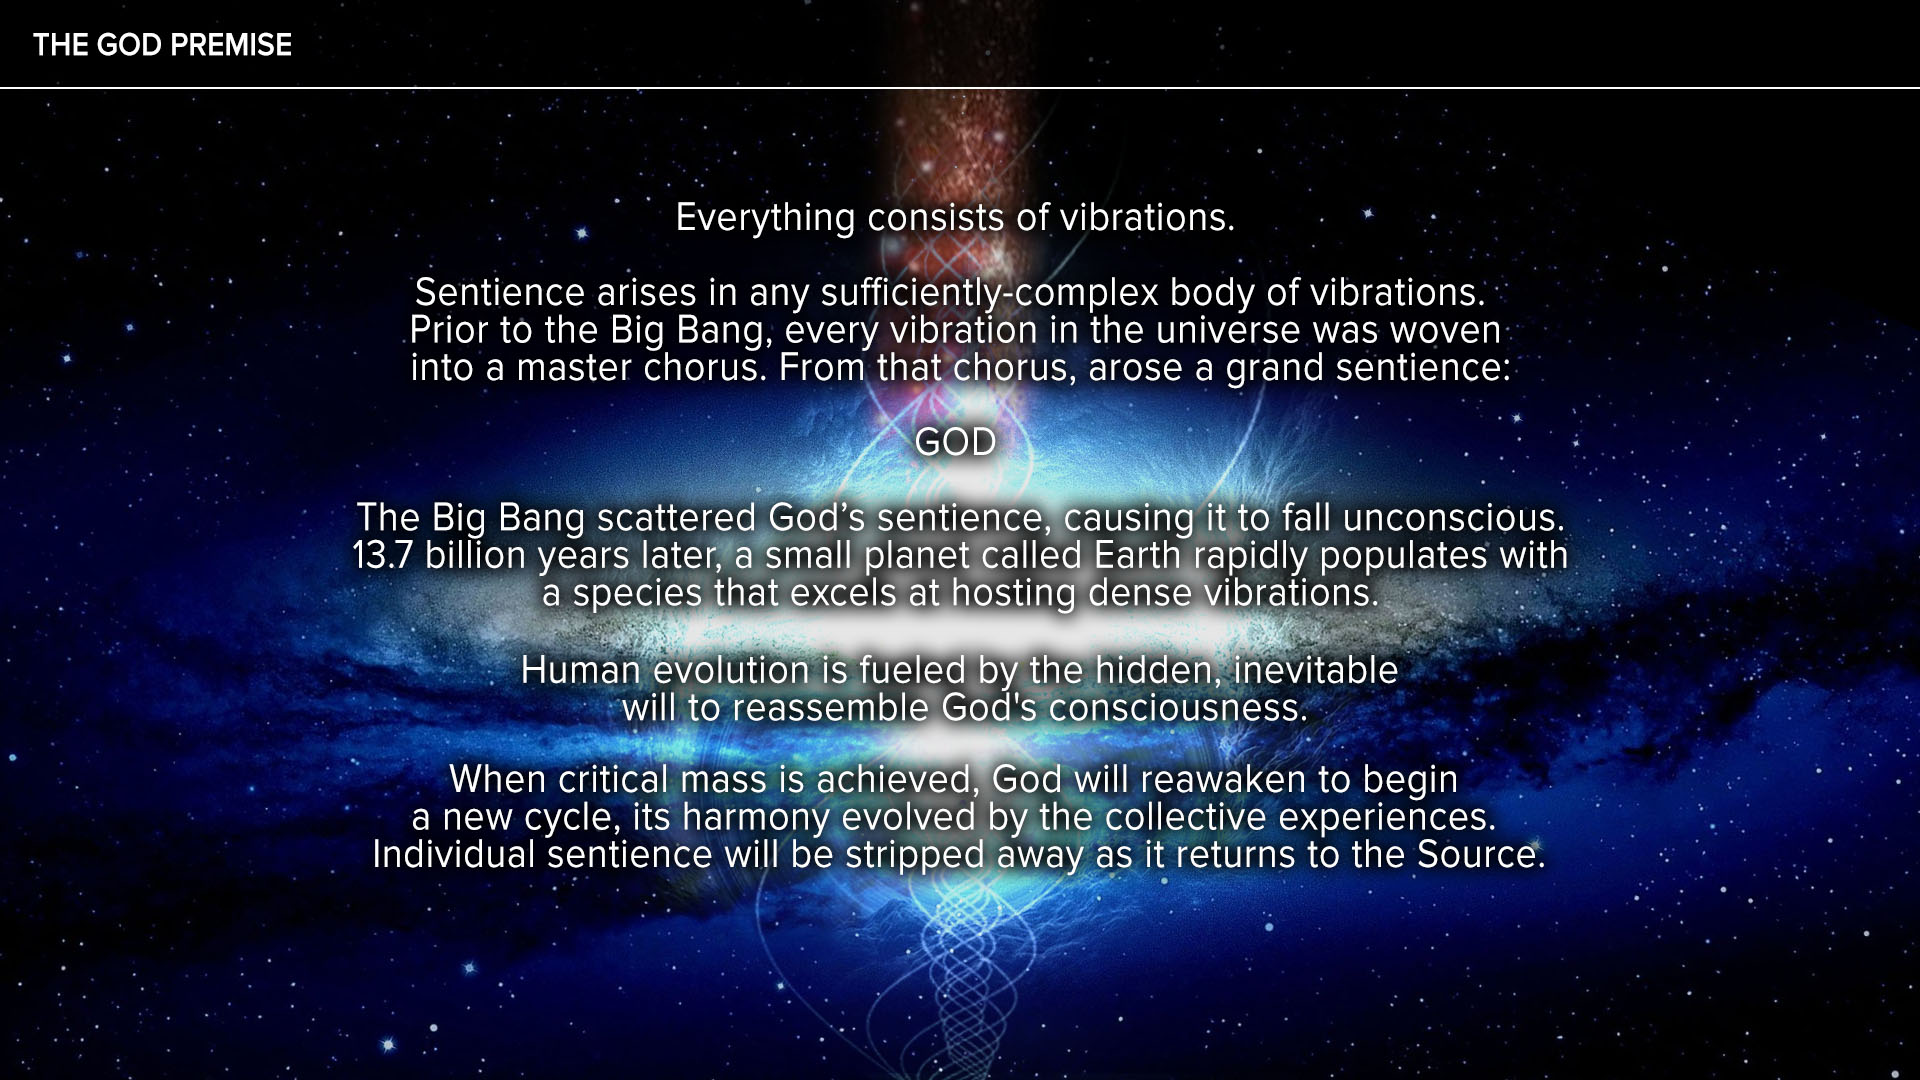 THE GOD PREMISE
Everything consists of vibrations.
Sentience arises in any sufficiently-complex body of vibrations.
Prior to the Big Bang, every vibration in the universe was woven
into a master chorus. From that chorus, arose a grand sentience:
GOD
The Big Bang scattered God’s sentience, causing it to fall unconscious.
13.7 billion years later, a small planet called Earth rapidly populates with
a species that excels at hosting dense vibrations.
Human evolution is fueled by the hidden, inevitable
will to reassemble God's consciousness.
When critical mass is achieved, God will reawaken to begin
a new cycle, its harmony evolved by the collective experiences.
Individual sentience will be stripped away as it returns to the Source.